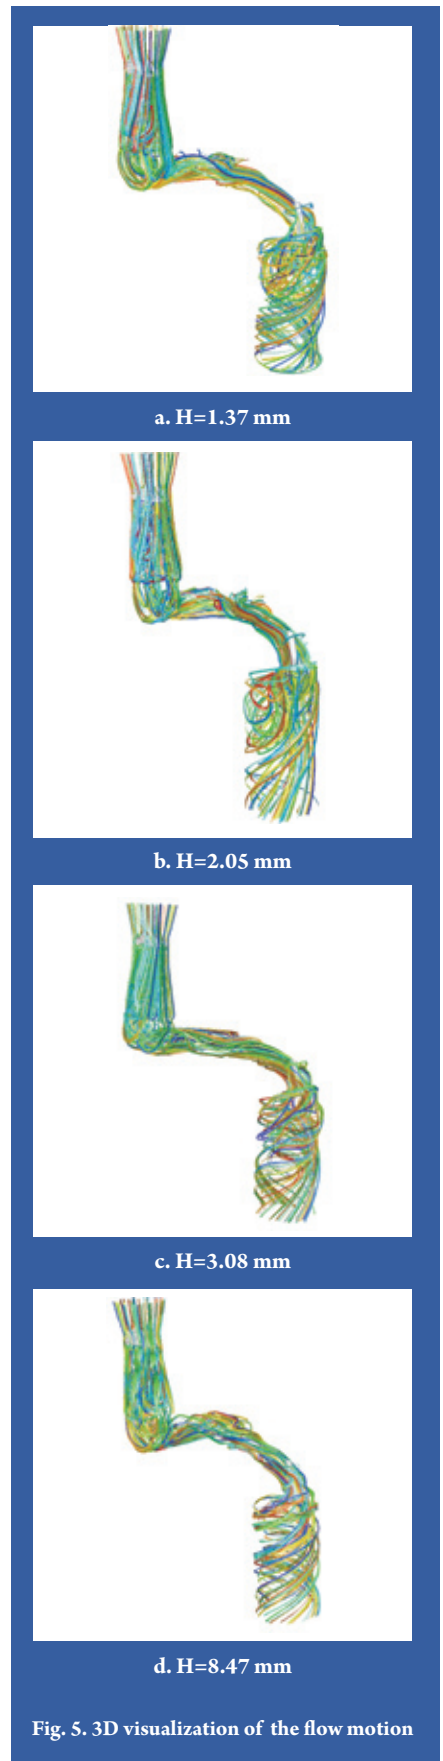 a. H=1.37 mm
b. H=2.05 mm
c. H=3.08 mm
d. H=8.47 mm
Fig. 5. 3D visualization of the flow motion